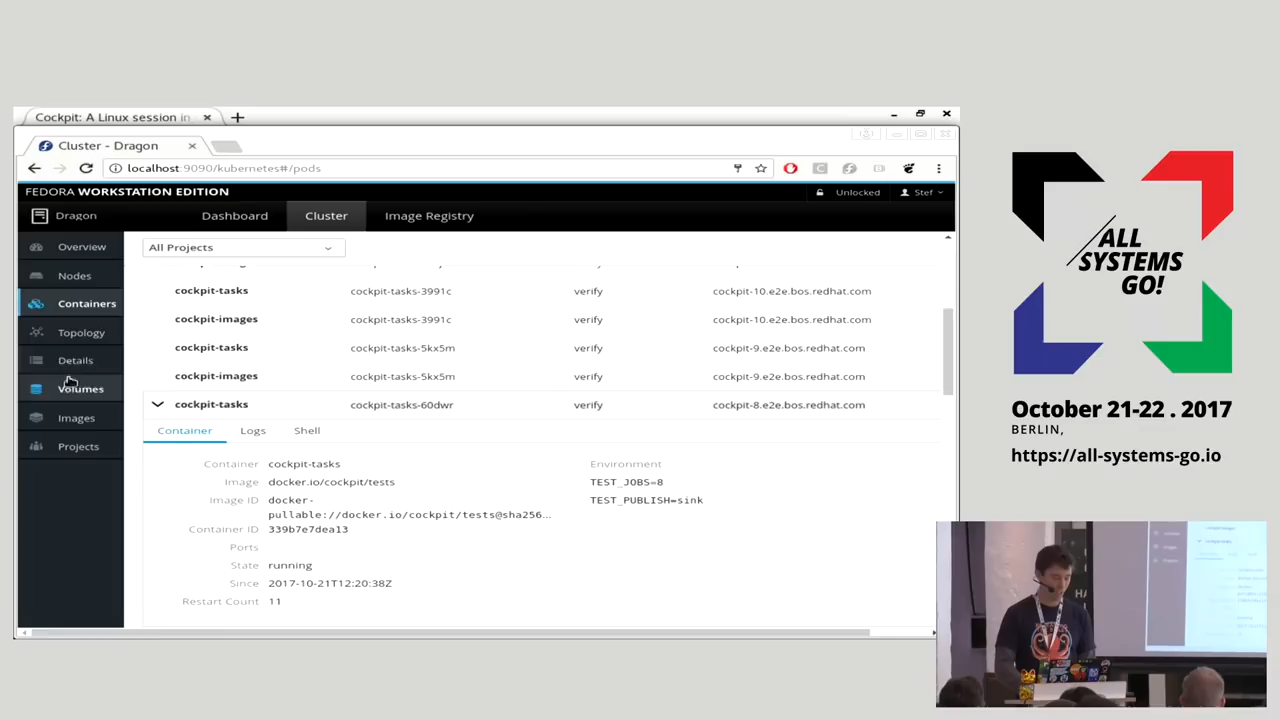 Cockpit: A Linux session in
Cluster - Dragon
localhost:9090/kubernetes#/pods
FEDORA WORKSTATION EDITION
Unlocked
Stef
Dragon
Dashboard
Cluster
Image Registry
Overview
Nodes
Containers
Topology
Details
Volumes
Images
Projects
All Projects
cockpit-tasks cockpit-tasks-3991c verify cockpit-10.e2e.bos.redhat.com
cockpit-images cockpit-tasks-3991c verify cockpit-10.e2e.bos.redhat.com
cockpit-tasks cockpit-tasks-5kx5m verify cockpit-9.e2e.bos.redhat.com
cockpit-images cockpit-tasks-5kx5m verify cockpit-9.e2e.bos.redhat.com
cockpit-tasks cockpit-tasks-60dwr verify cockpit-8.e2e.bos.redhat.com
Container Logs Shell
Container cockpit-tasks
Image docker.io/cockpit/tests
Image ID docker-
pullable://docker.io/cockpit/tests@sha256...
Container ID 339b7e7dea13
Ports
State running
Since 2017-10-21T12:20:38Z
Restart Count 11
Environment
TEST_JOBS=8
TEST_PUBLISH=sink
ALL
SYSTEMS
GO!
October 21-22 . 2017
BERLIN,
https://all-systems-go.io